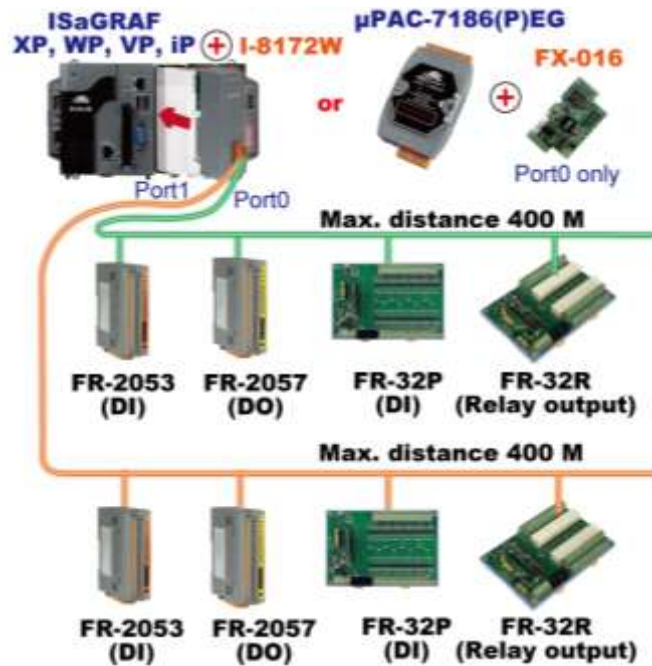 ISaGRAF
XP, WP, VP, iP + I-8172W
or
µPAC-7186(P)EG
+
FX-016
Port0 only
Port1
Port0
Max. distance 400 M
FR-2053
(DI)
FR-2057
(DO)
FR-32P
(DI)
FR-32R
(Relay output)
Max. distance 400 M
FR-2053
(DI)
FR-2057
(DO)
FR-32P
(DI)
FR-32R
(Relay output)